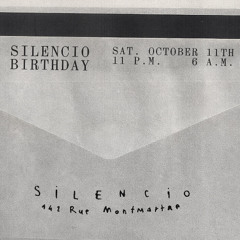 SILENCIO SAT. OCTOBER 11TH
BIRTHDAY 11 P.M. 6 A.M.
SiLENCiO
142 Rue Montmartre